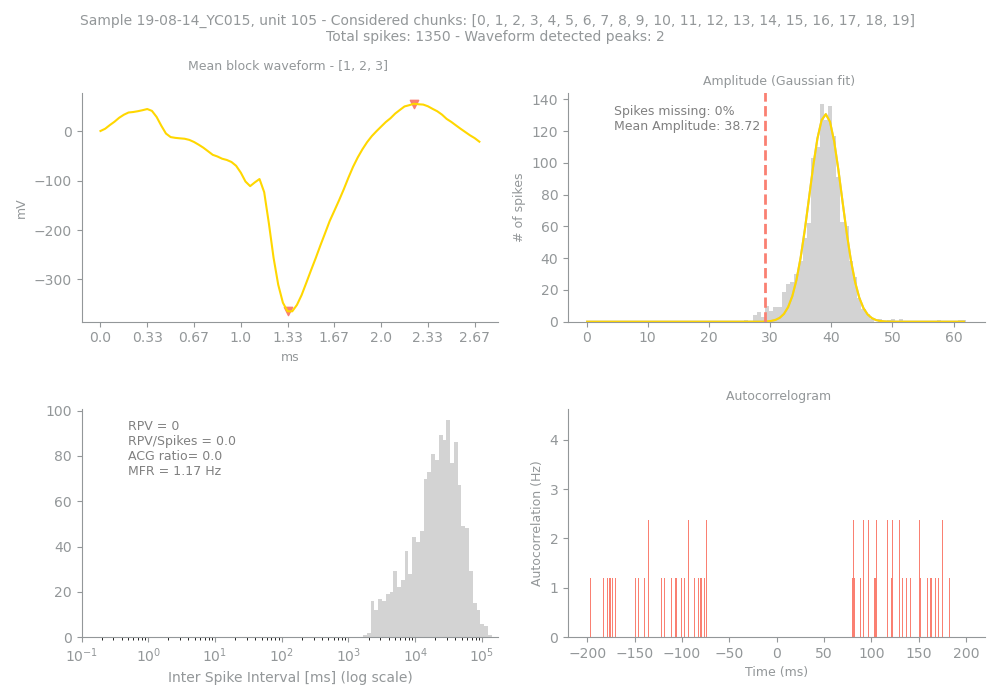 Sample 19-08-14_YC015, unit 105 - Considered chunks: [0, 1, 2, 3, 4, 5, 6, 7, 8, 9, 10, 11, 12, 13, 14, 15, 16, 17, 18, 19]
Total spikes: 1350 - Waveform detected peaks: 2
Mean block waveform - [1, 2, 3]
mV
0
−100
−200
−300
0.0 0.33 0.67 1.0 1.33 1.67 2.0 2.33 2.67
ms
Amplitude (Gaussian fit)
Spikes missing: 0%
Mean Amplitude: 38.72
# of spikes
140
120
100
80
60
40
20
0
0 10 20 30 40 50 60
RPV = 0
RPV/Spikes = 0.0
ACG ratio= 0.0
MFR = 1.17 Hz
100
80
60
40
20
0
10⁻¹ 10⁰ 10¹ 10² 10³ 10⁴ 10⁵
Inter Spike Interval [ms] (log scale)
Autocorrelogram
Autocorrelation (Hz)
4
3
2
1
0
−200 −150 −100 −50 0 50 100 150 200
Time (ms)